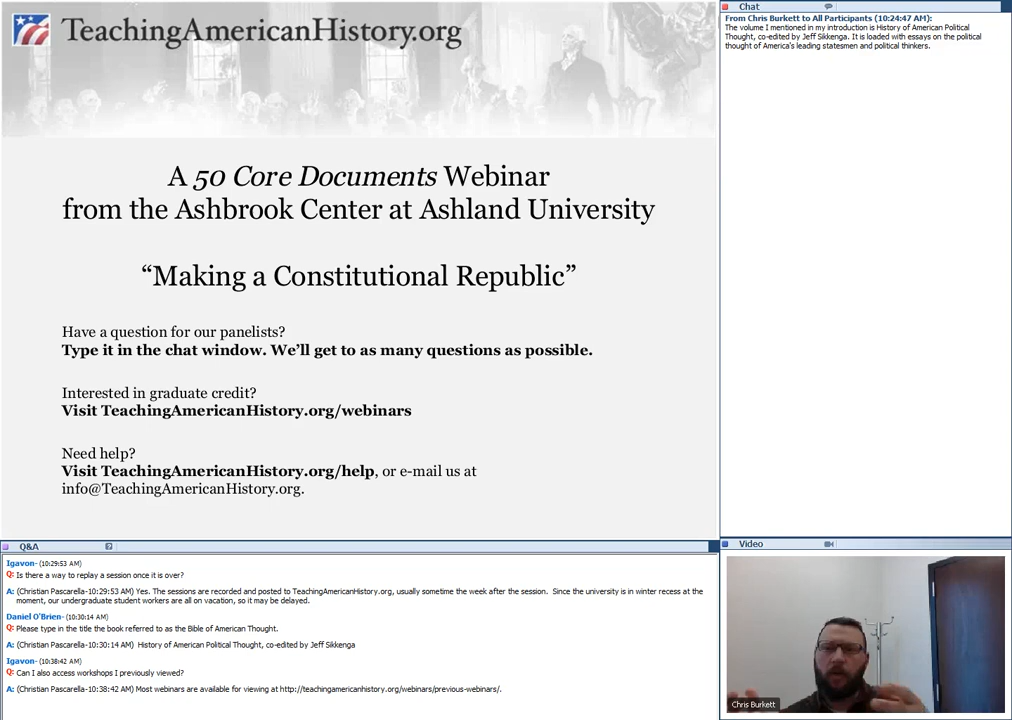 TeachingAmericanHistory.org
A 50 Core Documents Webinar
from the Ashbrook Center at Ashland University
“Making a Constitutional Republic”
Have a question for our panelists?
Type it in the chat window. We’ll get to as many questions as possible.
Interested in graduate credit?
Visit TeachingAmericanHistory.org/webinars
Need help?
Visit TeachingAmericanHistory.org/help, or e-mail us at
info@TeachingAmericanHistory.org.
Chat
From Chris Burkett to All Participants (10:24:47 AM):
The volume I mentioned in my introduction is History of American Political
Thought, co-edited by Jeff Sikkenga. It is loaded with essays on the political
thought of America's leading statesmen and political thinkers.
Q&A
Igavon- (10:29:53 AM)
Q: Is there a way to replay a session once it is over?
A: (Christian Pascarella-10:29:53 AM) Yes. The sessions are recorded and posted to TeachingAmericanHistory.org, usually sometime the week after the session. Since the university is in winter recess at the
moment, our undergraduate student workers are all on vacation, so it may be delayed.
Daniel O'Brien- (10:30:14 AM)
Q: Please type in the title the book referred to as the Bible of American Thought.
A: (Christian Pascarella-10:30:14 AM) History of American Political Thought, co-edited by Jeff Sikkenga
Igavon- (10:38:42 AM)
Q: Can I also access workshops I previously viewed?
A: (Christian Pascarella-10:38:42 AM) Most webinars are available for viewing at http://teachingamericanhistory.org/webinars/previous-webinars/.
Video
Chris Burkett